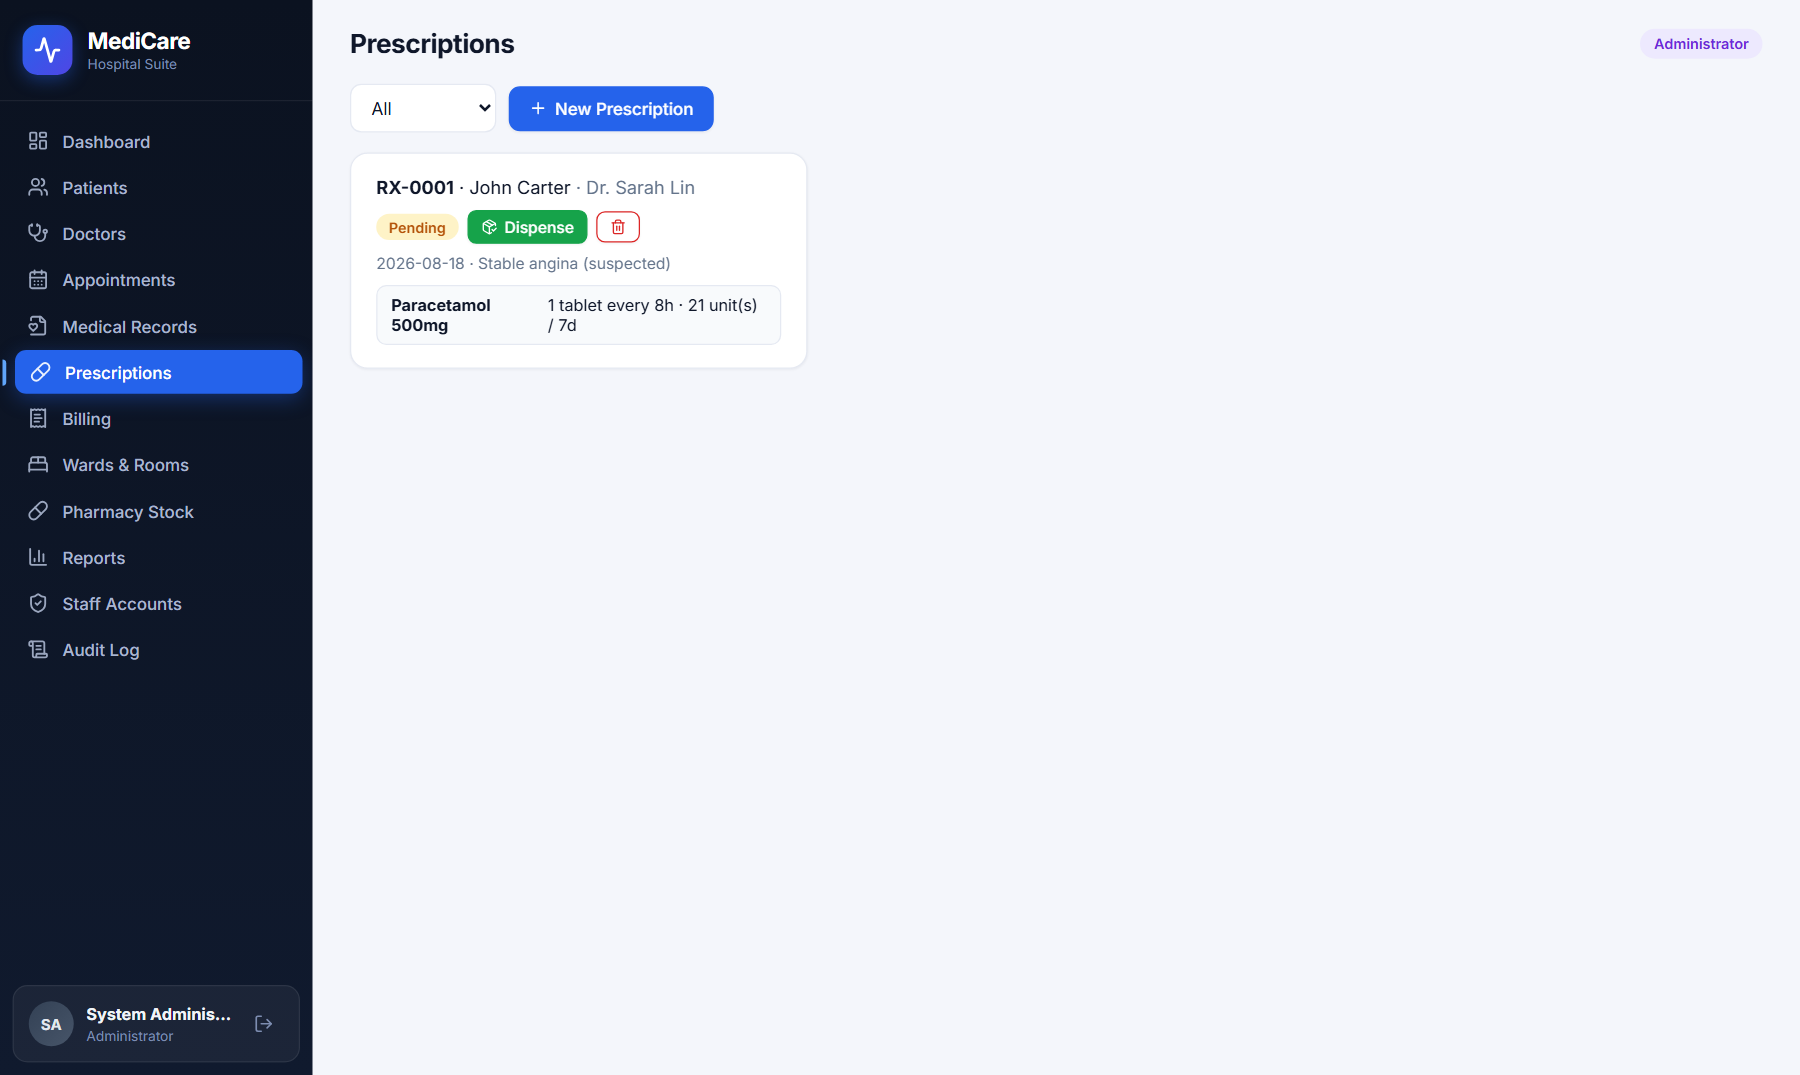 MediCare
Hospital Suite
Dashboard
Patients
Doctors
Appointments
Medical Records
Prescriptions
Billing
Wards & Rooms
Pharmacy Stock
Reports
Staff Accounts
Audit Log
SA
System Adminis...
Administrator
Prescriptions
Administrator
All
New Prescription
RX-0001 · John Carter · Dr. Sarah Lin
Pending
Dispense
2026-08-18 · Stable angina (suspected)
Paracetamol
500mg
1 tablet every 8h · 21 unit(s)
/ 7d